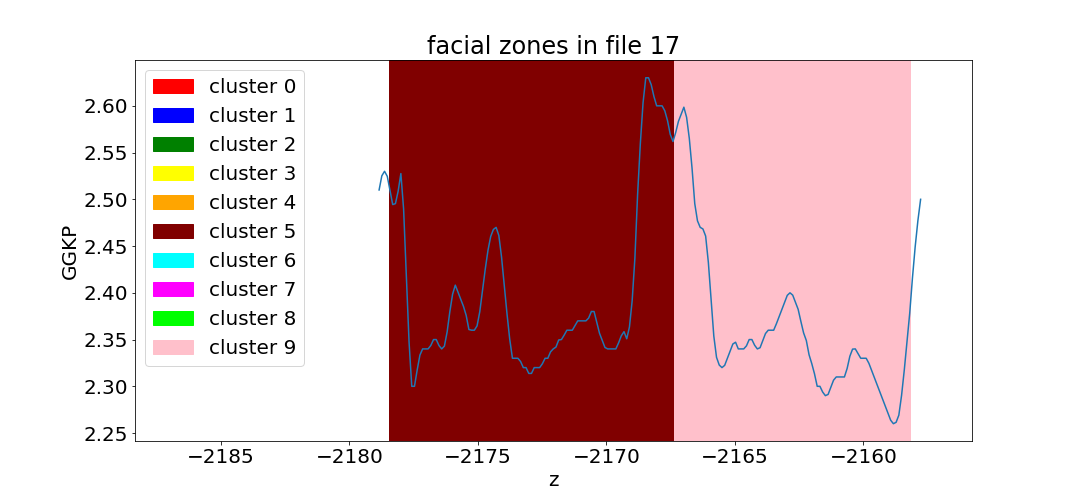 facial zones in file 17
cluster 0
cluster 1
cluster 2
cluster 3
cluster 4
cluster 5
cluster 6
cluster 7
cluster 8
cluster 9
GGKP
2.60
2.55
2.50
2.45
2.40
2.35
2.30
2.25
−2185 −2180 −2175 −2170 −2165 −2160
z